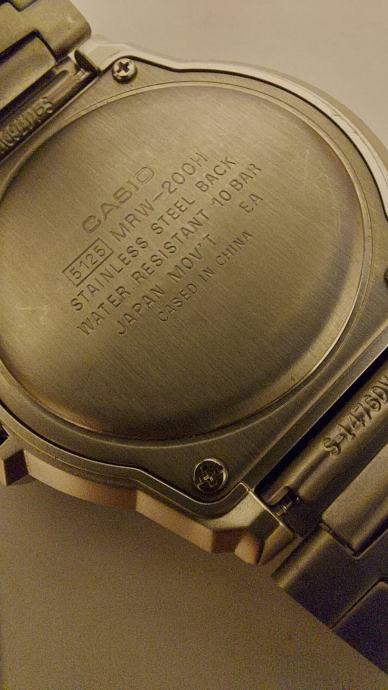 CASIO
5125 MRW-200H
STAINLESS STEEL BACK
WATER RESISTANT 10 BAR
JAPAN MOV'T EA
CASED IN CHINA